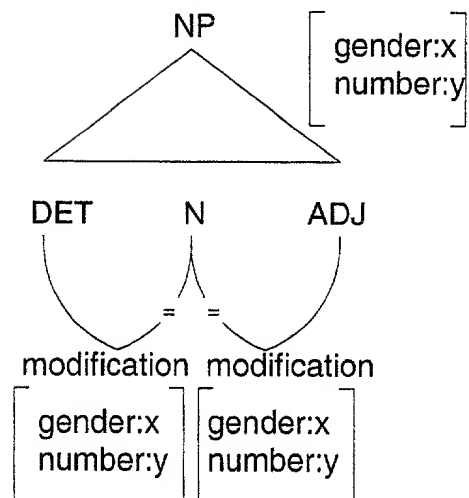 NP
gender:x
number:y
DET N ADJ
= =
modification modification
gender:x gender:x
number:y number:y